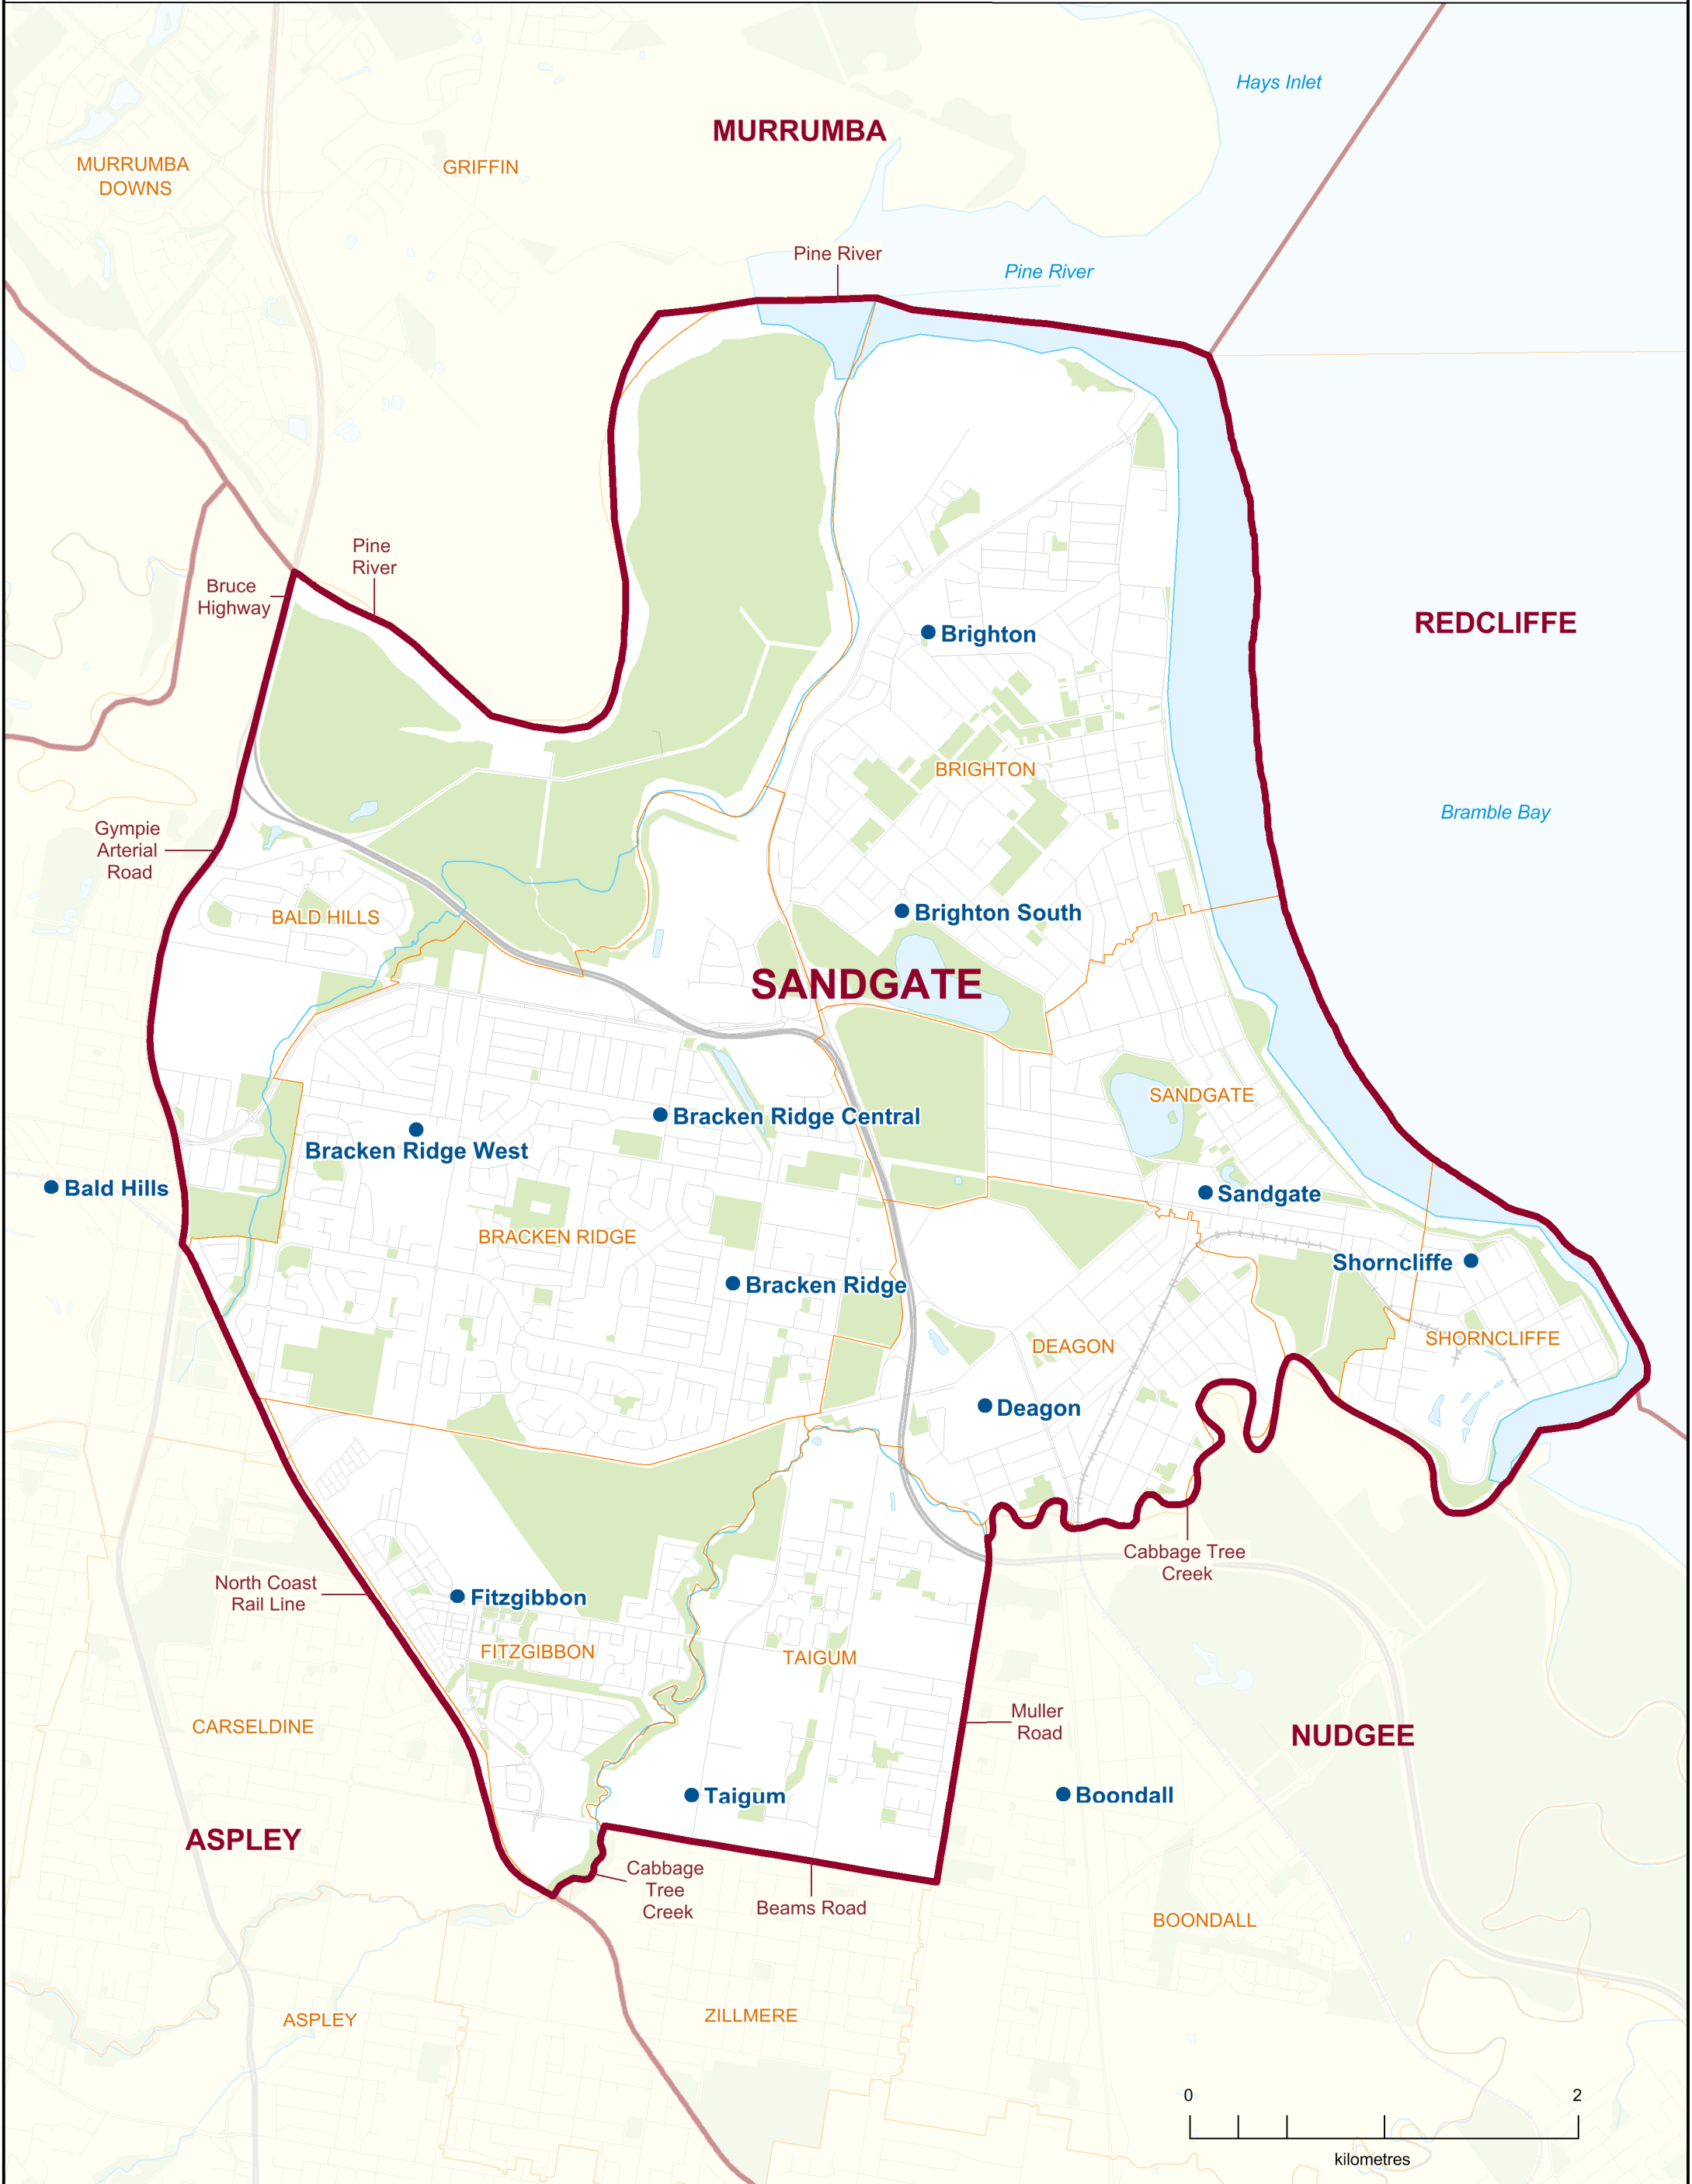 Hays Inlet
MURRUMBA
MURRUMBA
DOWNS
GRIFFIN
Pine River
Pine River
Pine
River
Bruce
Highway
REDCLIFFE
Brighton
BRIGHTON
Bramble Bay
Gympie
Arterial
Road
BALD HILLS
Brighton South
SANDGATE
SANDGATE
Bracken Ridge Central
Bracken Ridge West
Bald Hills
Sandgate
BRACKEN RIDGE
Shorncliffe
Bracken Ridge
SHORNCLIFFE
DEAGON
Deagon
Cabbage Tree
Creek
North Coast
Rail Line
Fitzgibbon
FITZGIBBON
TAIGUM
Muller
Road
CARSELDINE
NUDGEE
Taigum
Boondall
ASPLEY
Cabbage
Tree
Creek
Beams Road
BOONDALL
ZILLMERE
ASPLEY
0 2
kilometres